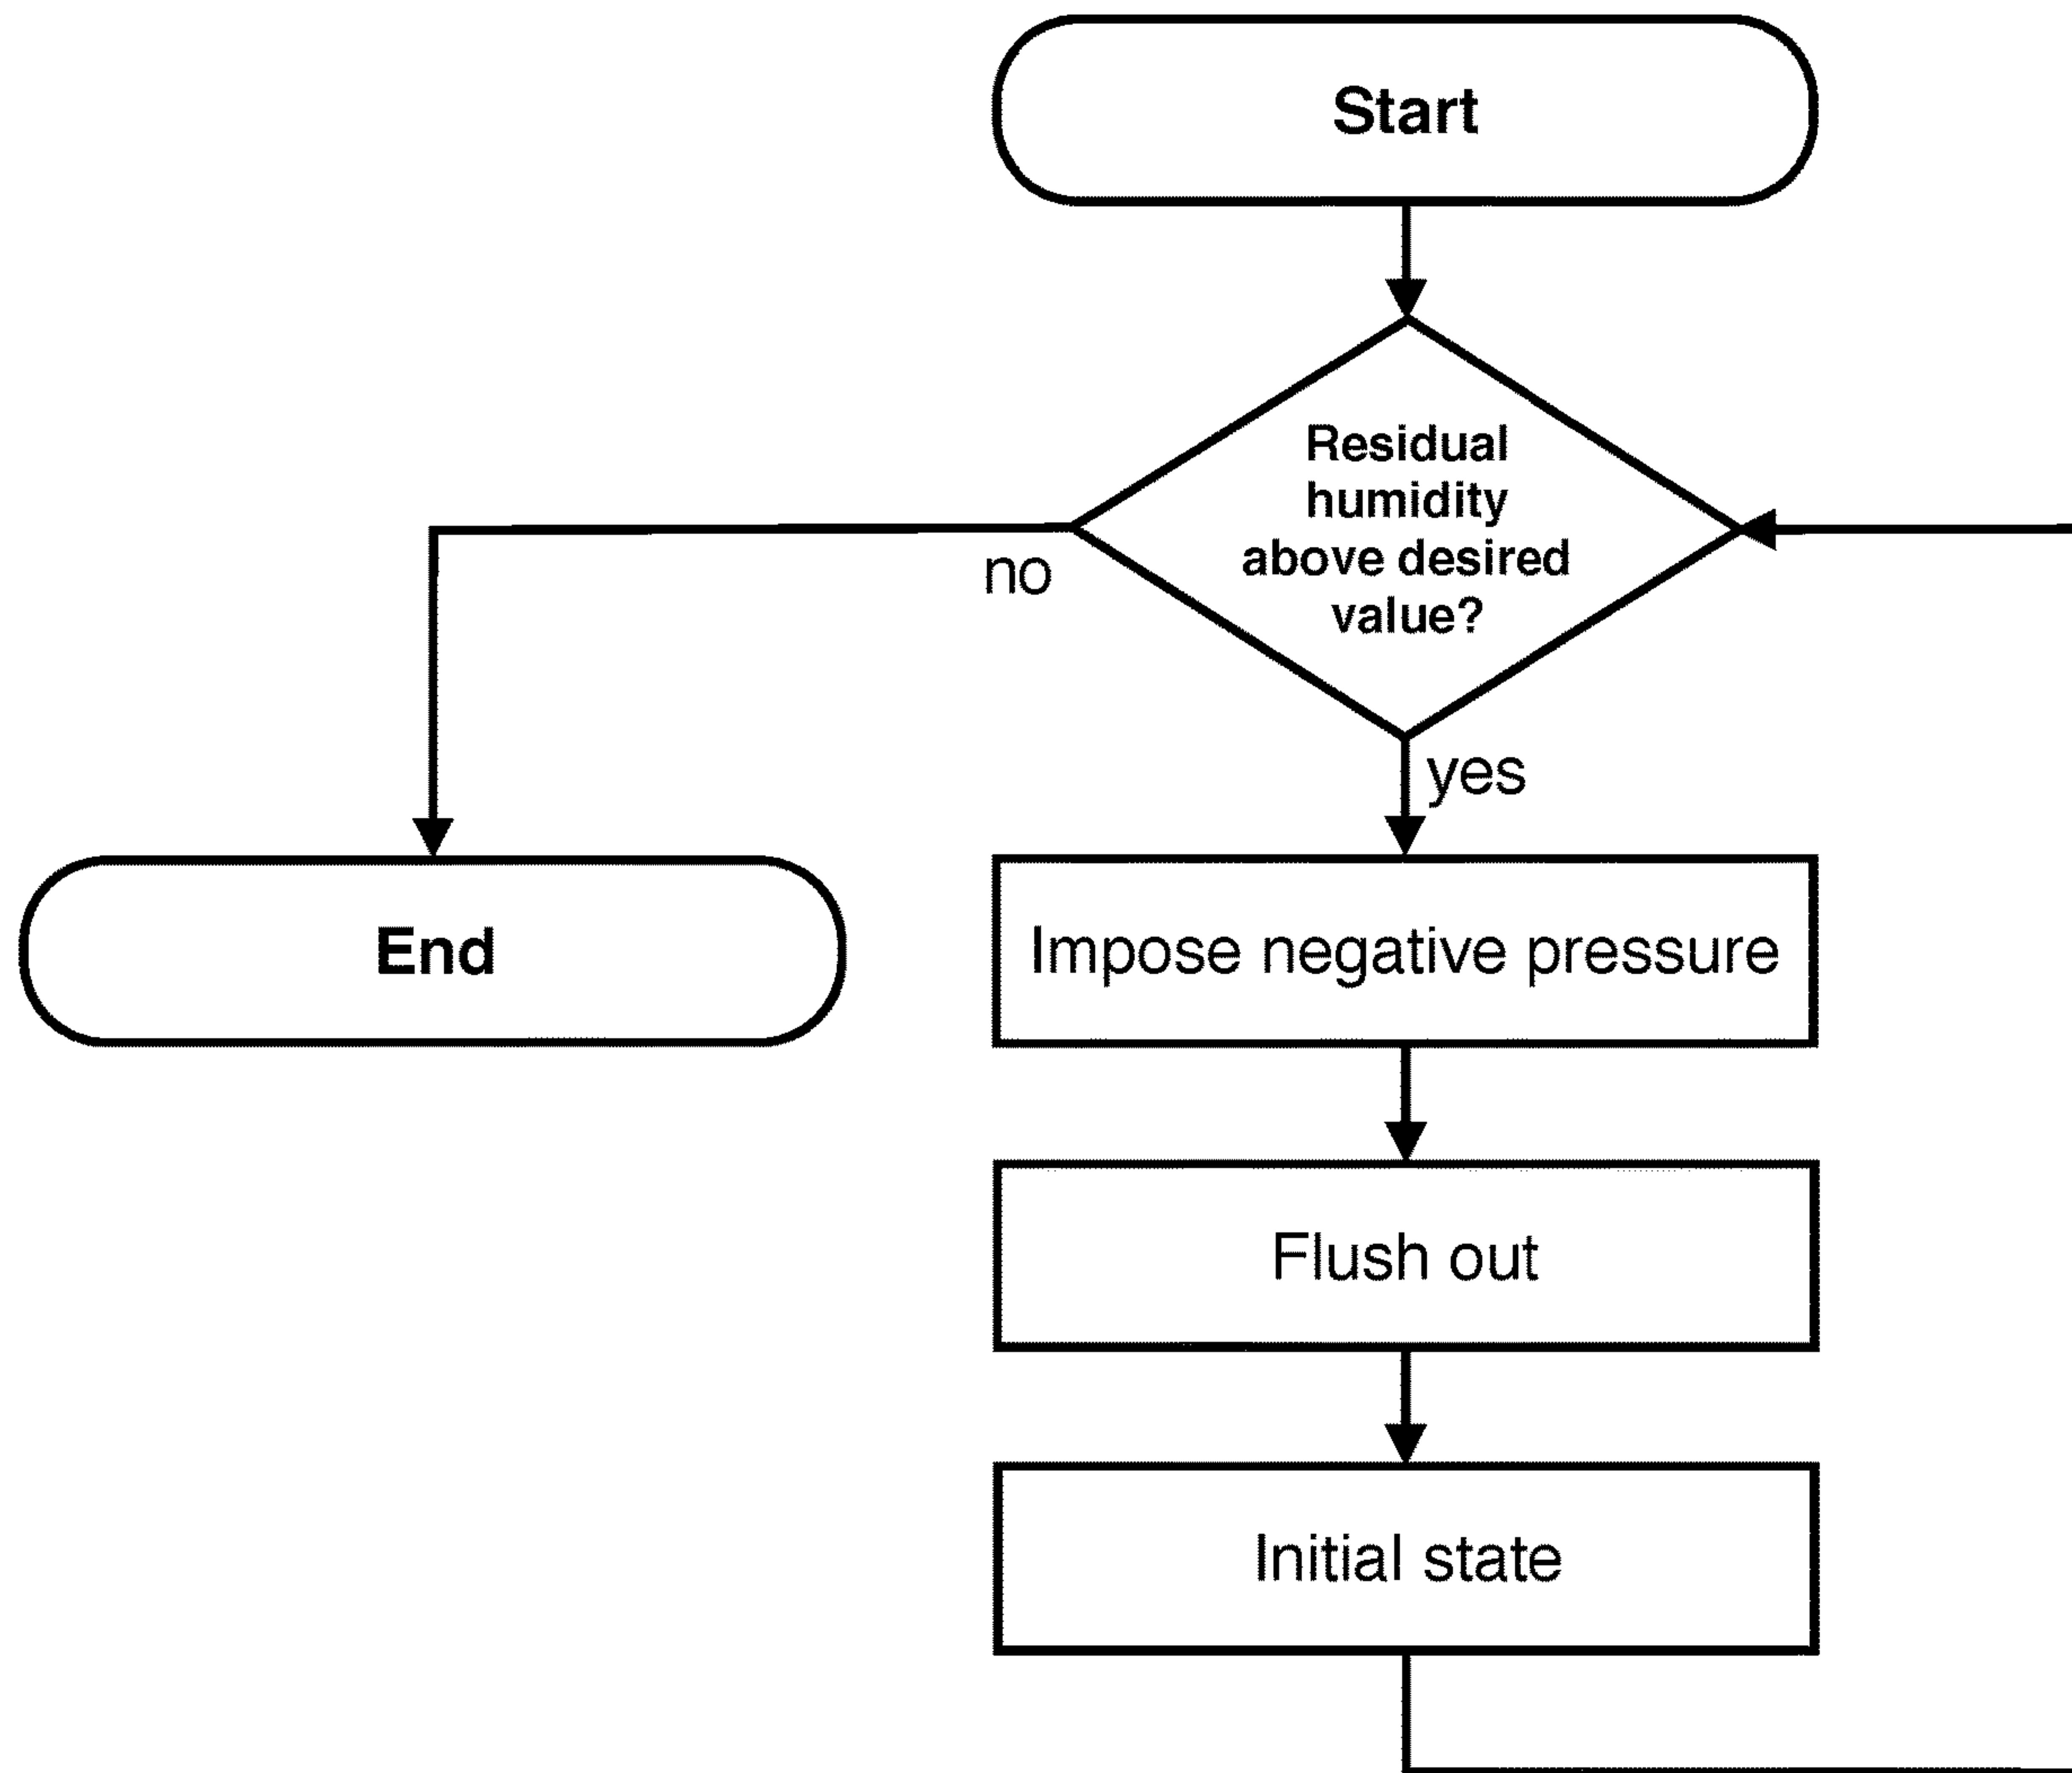 Start
Residual
humidity
above desired
value?
no
yes
End
Impose negative pressure
Flush out
Initial state